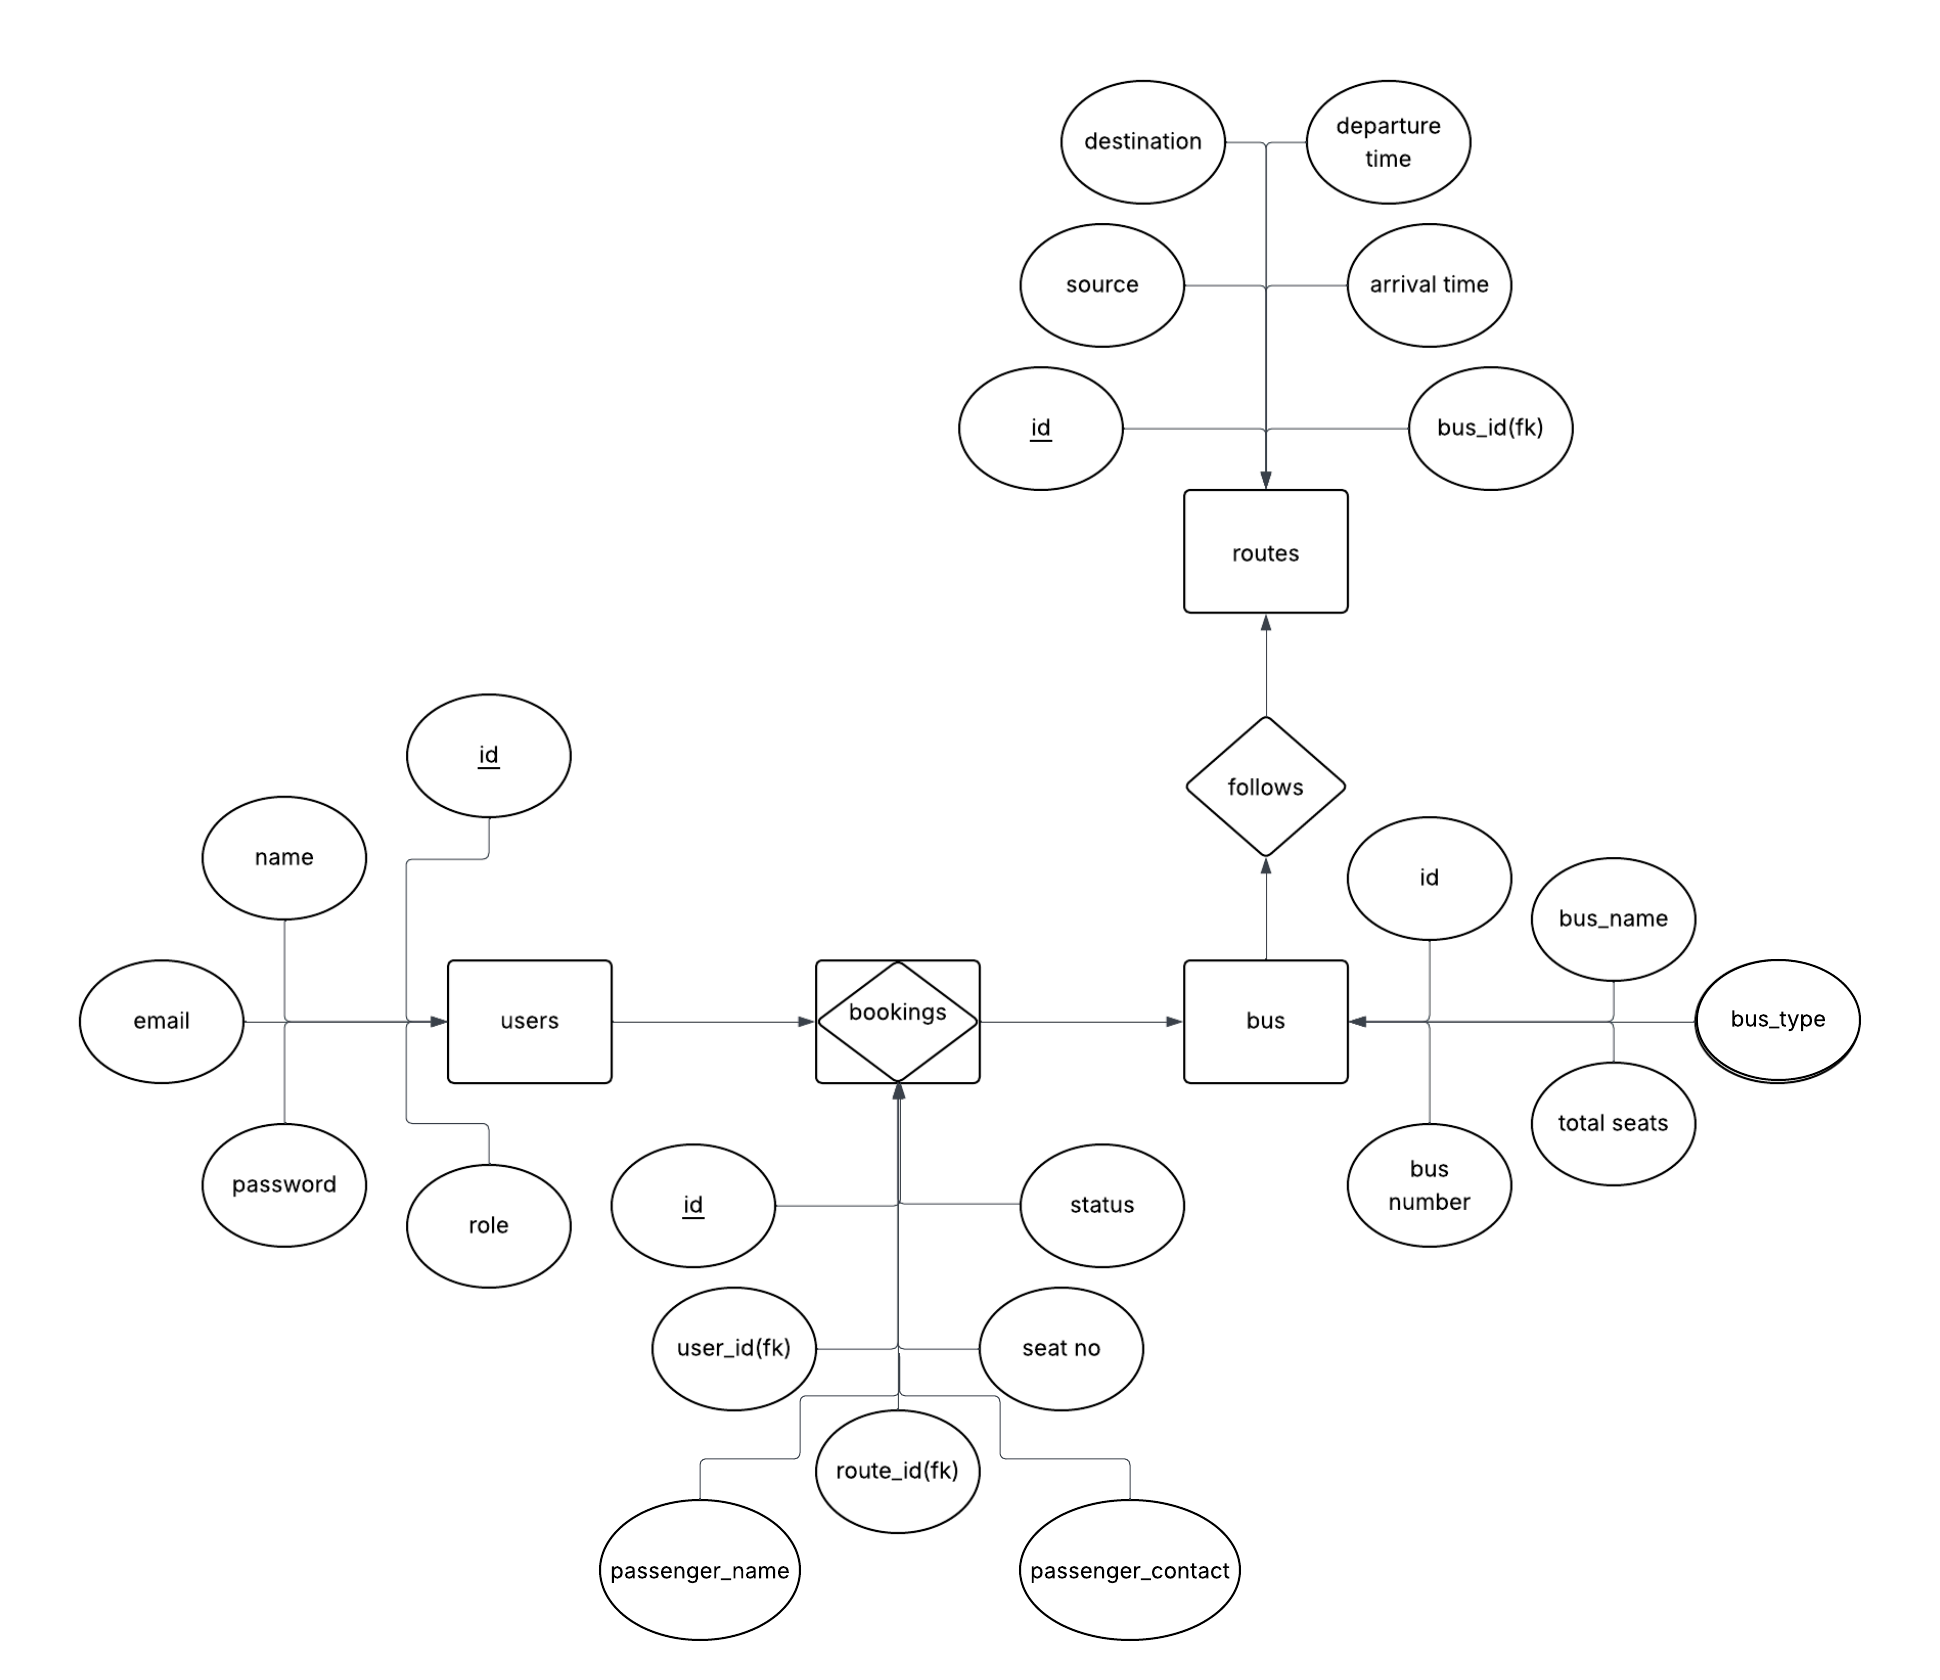 destination
departure
time
source
arrival time
id
bus_id(fk)
routes
id
follows
name
id
bus_name
email
users
bookings
bus
bus_type
password
role
id
status
bus
number
total seats
user_id(fk)
seat no
route_id(fk)
passenger_name
passenger_contact